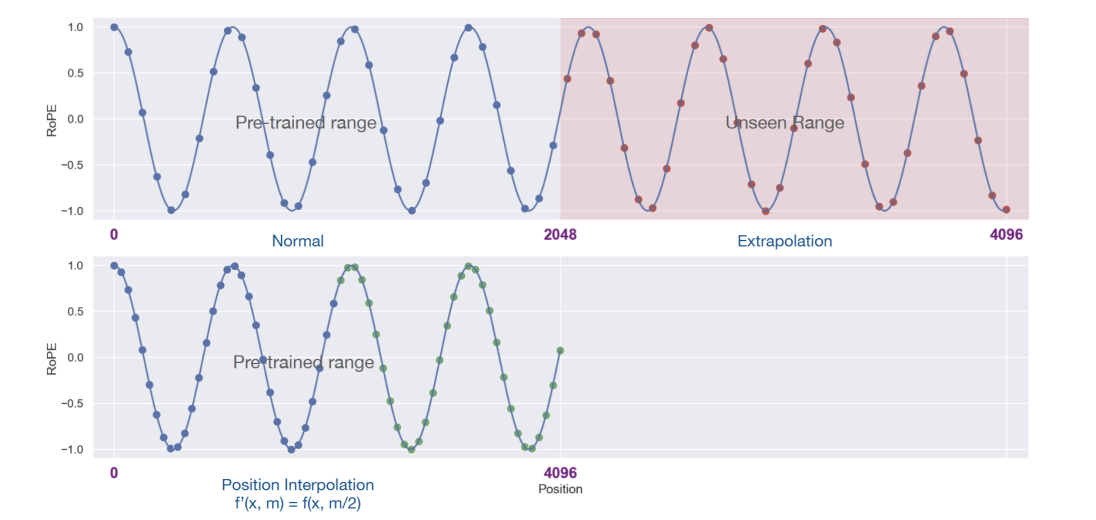 1.0
0.5
0.0
−0.5
−1.0
RoPE
Pre-trained range
Unseen Range
0
2048
4096
Normal
Extrapolation
1.0
0.5
0.0
−0.5
−1.0
RoPE
Pre-trained range
0
4096
Position Interpolation
Position
f’(x, m) = f(x, m/2)